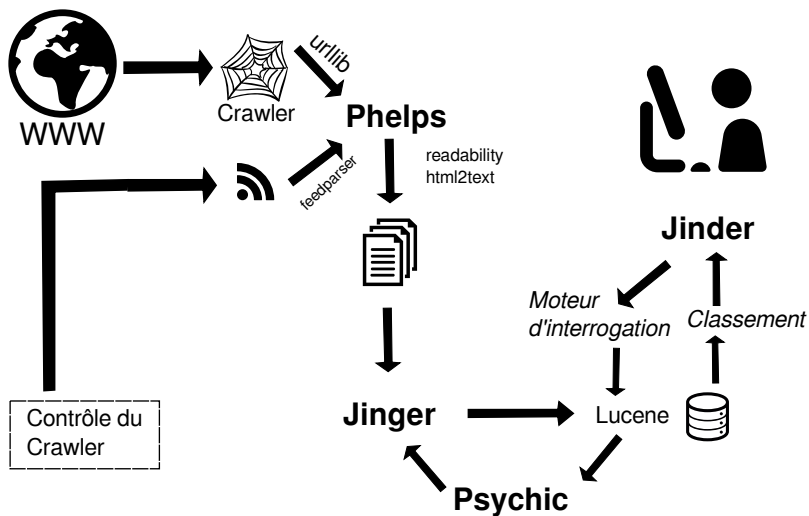 WWW
Crawler
urllib
Phelps
feedparser
readability
html2text
Jinder
Moteur
d'interrogation
Classement
Contrôle du
Crawler
Jinger
Lucene
Psychic